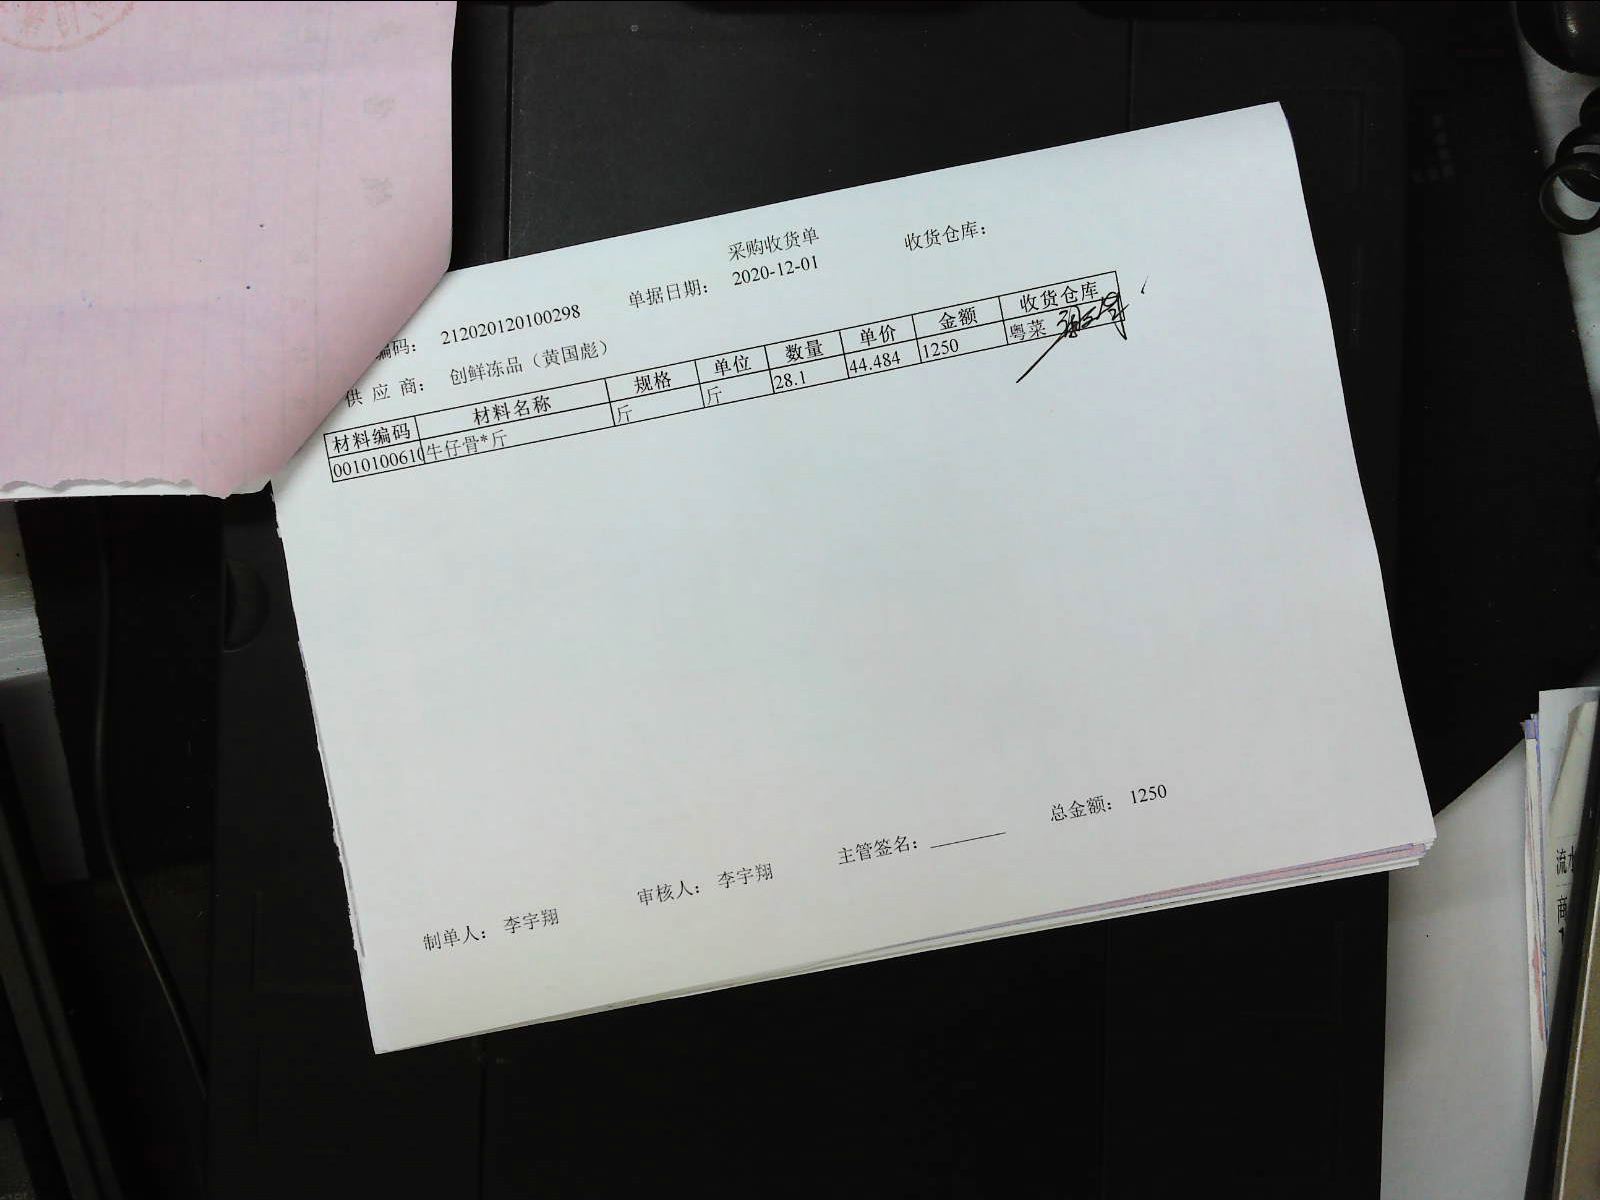 采购收货单
编码： 212020120100298 单据日期： 2020-12-01 收货仓库：
供应商： 创鲜冻品（黄国彪）
材料编码 材料名称 规格 单位 数量 单价 金额 收货仓库
0010100610 牛仔骨*斤 斤 斤 28.1 44.484 1250 粤菜
制单人： 李宇翔 审核人： 李宇翔 主管签名： 总金额： 1250